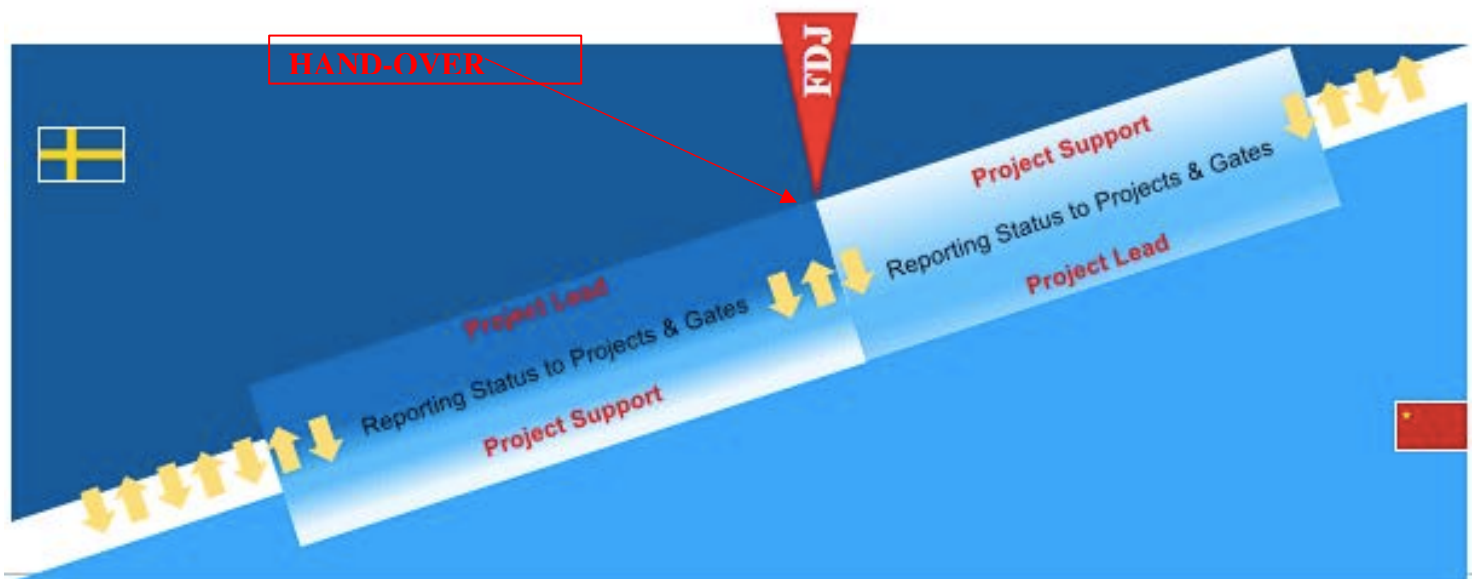 HAND-OVER
FDJ
Project Lead
Reporting Status to Projects & Gates
Project Support
Project Support
Reporting Status to Projects & Gates
Project Lead